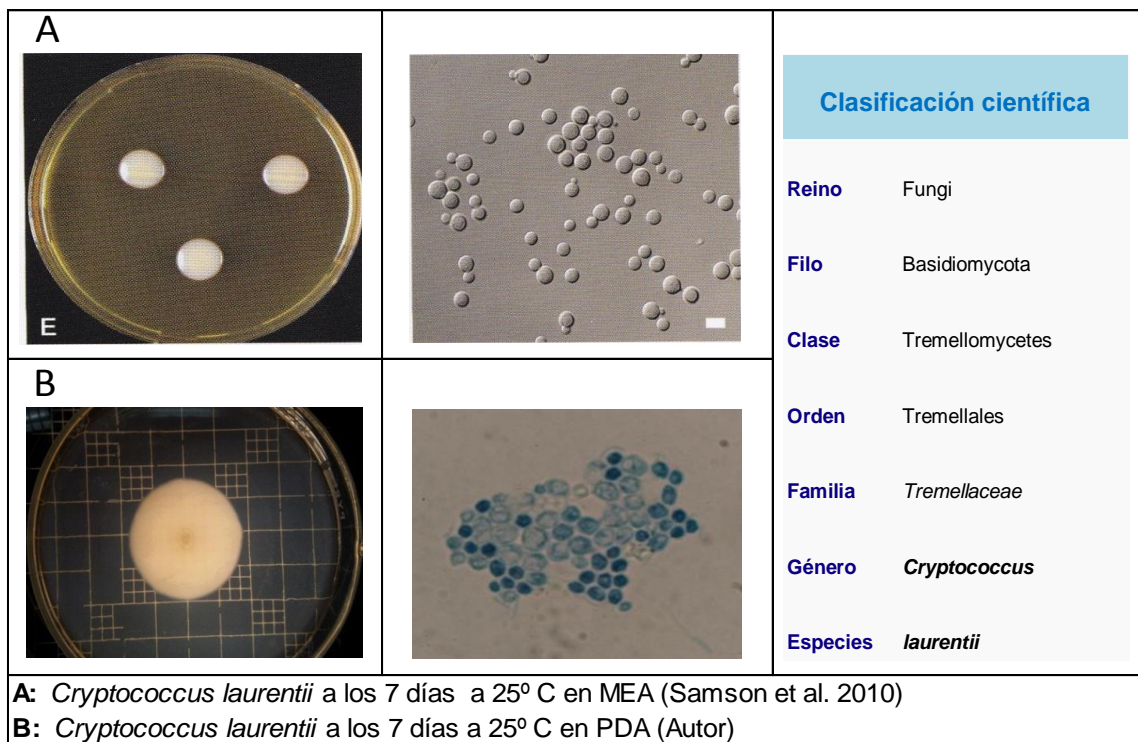 A
E
B
Clasificación científica
Reino Fungi
Filo Basidiomycota
Clase Tremellomycetes
Orden Tremellales
Familia Tremellaceae
Género Cryptococcus
Especies laurentii
A: Cryptococcus laurentii a los 7 días a 25º C en MEA (Samson et al. 2010)
B: Cryptococcus laurentii a los 7 días a 25º C en PDA (Autor)